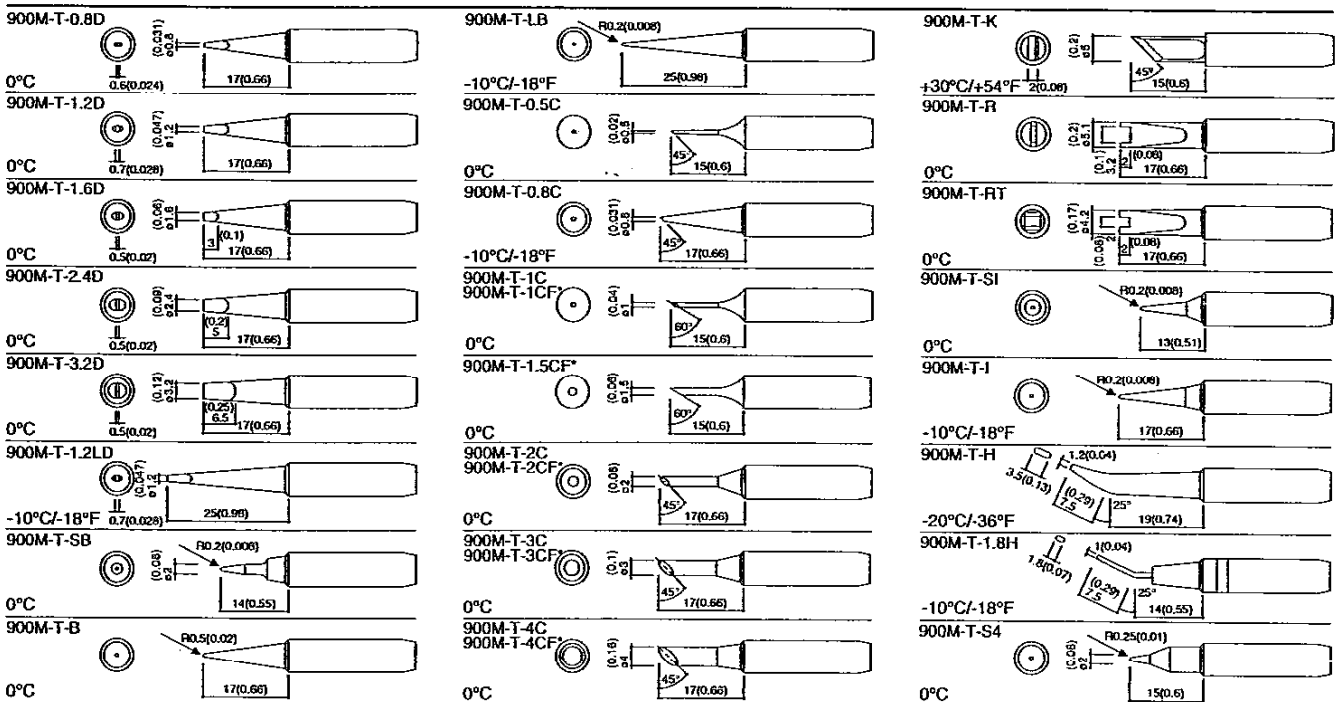 900M-T-0.8D
(0.031)
ø0.8
0.6(0.024)
17(0.66)
0°C
900M-T-1.2D
(0.047)
ø1.2
0.7(0.028)
17(0.66)
0°C
900M-T-1.6D
(0.06)
ø1.6
3
(0.1)
0.5(0.02)
17(0.66)
0°C
900M-T-2.4D
(0.09)
ø2.4
(0.2)
5
0.5(0.02)
17(0.66)
0°C
900M-T-3.2D
(0.12)
ø3.2
(0.25)
6.5
0.5(0.02)
17(0.66)
0°C
900M-T-1.2LD
(0.047)
ø1.2
0.7(0.028)
25(0.98)
-10°C/-18°F
900M-T-SB
R0.2(0.008)
(0.08)
ø2
14(0.55)
0°C
900M-T-B
R0.5(0.02)
17(0.66)
0°C
900M-T-LB
R0.2(0.008)
25(0.98)
-10°C/-18°F
900M-T-0.5C
(0.02)
ø0.5
45°
15(0.6)
0°C
900M-T-0.8C
(0.031)
ø0.8
45°
17(0.66)
-10°C/-18°F
900M-T-1C
900M-T-1CF*
(0.04)
ø1
60°
15(0.6)
0°C
900M-T-1.5CF*
(0.06)
ø1.5
60°
15(0.6)
0°C
900M-T-2C
900M-T-2CF*
(0.08)
ø2
45°
17(0.66)
0°C
900M-T-3C
900M-T-3CF*
(0.1)
ø3
45°
17(0.66)
0°C
900M-T-4C
900M-T-4CF*
(0.16)
ø4
45°
17(0.66)
0°C
900M-T-K
(0.2)
ø5
45°
+30°C/+54°F
2(0.08)
15(0.6)
900M-T-R
(0.2)
ø5.1
(0.1)
3.2
2
(0.08)
17(0.66)
0°C
900M-T-RT
(0.17)
ø4.2
(0.08)
2
2
(0.08)
17(0.66)
0°C
900M-T-SI
R0.2(0.008)
13(0.51)
0°C
900M-T-I
R0.2(0.008)
17(0.66)
-10°C/-18°F
900M-T-H
1.2(0.04)
3.5(0.13)
(0.29)
7.5
25°
19(0.74)
-20°C/-36°F
900M-T-1.8H
1(0.04)
1.8(0.07)
(0.29)
7.5
25°
14(0.55)
-10°C/-18°F
900M-T-S4
R0.25(0.01)
(0.08)
ø2
15(0.6)
0°C